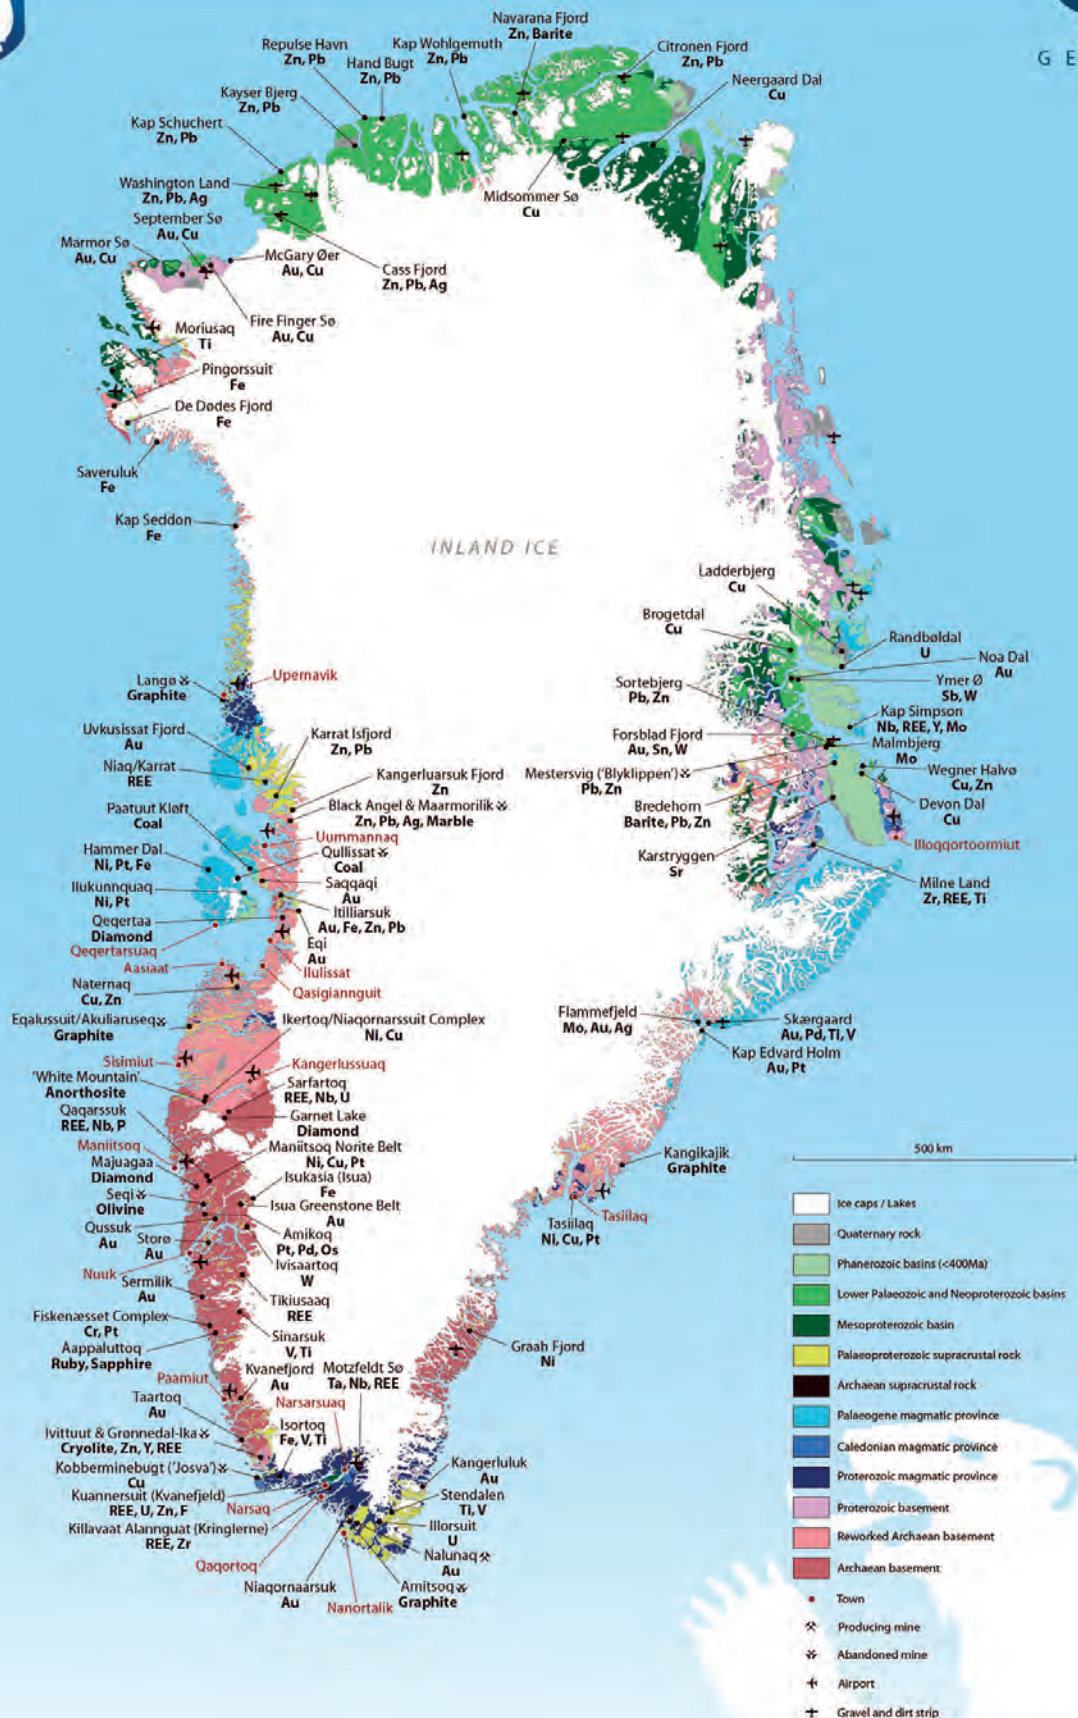 G E
Navarana Fjord
Zn, Barite
Repulse Havn
Zn, Pb
Kap Wohlgemuth
Zn, Pb
Citronen Fjord
Zn, Pb
Hand Bugt
Zn, Pb
Neergaard Dal
Cu
Kayser Bjerg
Zn, Pb
Kap Schuchert
Zn, Pb
Washington Land
Zn, Pb, Ag
Midsommer Sø
Cu
September Sø
Au, Cu
Marmor Sø
Au, Cu
McGary Øer
Au, Cu
Cass Fjord
Zn, Pb, Ag
Fire Finger Sø
Au, Cu
Moriusaq
Ti
Pingorssuit
Fe
De Dødes Fjord
Fe
Saveruluk
Fe
Kap Seddon
Fe
INLAND ICE
Ladderbjerg
Cu
Brogetdal
Cu
Randbøldal
U
Noa Dal
Au
Ymer Ø
Sb, W
Sortebjerg
Pb, Zn
Kap Simpson
Nb, REE, Y, Mo
Forsblad Fjord
Au, Sn, W
Malmbjerg
Mo
Mestersvig ('Blyklippen')
Pb, Zn
Wegner Halvø
Cu, Zn
Bredehorn
Barite, Pb, Zn
Devon Dal
Cu
Illoqqortoormiut
Karstryggen
Sr
Milne Land
Zr, REE, Ti
Langø
Graphite
Upernavik
Uvkusissat Fjord
Au
Karrat Isfjord
Zn, Pb
Niaq/Karrat
REE
Kangerluarsuk Fjord
Zn
Paatuut Kløft
Coal
Black Angel & Maarmorilik
Zn, Pb, Ag, Marble
Uummannaq
Hammer Dal
Ni, Pt, Fe
Qullissat
Coal
Ilukunnquaq
Ni, Pt
Saqqaqi
Au
Itilliarsuk
Au, Fe, Zn, Pb
Qeqertaa
Diamond
Eqi
Au
Qeqertarsuaq
Aasiaat
Ilulissat
Naternaq
Cu, Zn
Qasigiannguit
Eqalussuit/Akuliaruseq
Graphite
Ikertoq/Niaqornarssuit Complex
Ni, Cu
Flammefjeld
Mo, Au, Ag
Skærgaard
Au, Pd, Ti, V
Kap Edvard Holm
Au, Pt
Sisimiut
Kangerlussuaq
'White Mountain'
Anorthosite
Sarfartoq
REE, Nb, U
Qaqarssuk
REE, Nb, P
Garnet Lake
Diamond
Maniitsoq
Maniitsoq Norite Belt
Ni, Cu, Pt
Majuagaa
Diamond
Isukasia (Isua)
Fe
Kangikajik
Graphite
Seqi
Olivine
Isua Greenstone Belt
Au
Qussuk
Au
Amikoq
Pt, Pd, Os
Tasiilaq
Tasiilaq
Ni, Cu, Pt
Storø
Au
Ivisaartoq
W
Nuuk
Sermilik
Au
Tikiusaaq
REE
Fiskenæsset Complex
Cr, Pt
Sinarsuk
V, Ti
Graah Fjord
Ni
Aappaluttoq
Ruby, Sapphire
Paamiut
Kvanefjord
Au
Motzfeldt Sø
Ta, Nb, REE
Taartoq
Au
Narsarsuaq
Isortoq
Fe, V, Ti
Ivittuut & Grønnedal-Ika
Cryolite, Zn, Y, REE
Kobberminebugt ('Josva')
Cu
Kangerluluk
Au
Kuannersuit (Kvanefjeld)
REE, U, Zn, F
Narsaq
Stendalen
Ti, V
Killavaat Alannguat (Kringlerne)
REE, Zr
Illorsuit
U
Qaqortoq
Nalunaq
Au
Niaqornaarsuk
Au
Nanortalik
Amitsoq
Graphite
500 km
Ice caps / Lakes
Quaternary rock
Phanerozoic basins (<400Ma)
Lower Palaeozoic and Neoproterozoic basins
Mesoproterozoic basin
Palaeoproterozoic supracrustal rock
Archaean supracrustal rock
Palaeogene magmatic province
Caledonian magmatic province
Proterozoic magmatic province
Proterozoic basement
Reworked Archaean basement
Archaean basement
Town
Producing mine
Abandoned mine
Airport
Gravel and dirt strip